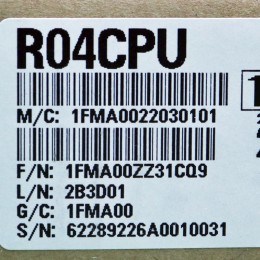 R04CPU
M/C: 1FMA0022030101
F/N: 1FMA00ZZ31CQ9
L/N: 2B3D01
G/C: 1FMA00
S/N: 62289226A0010031